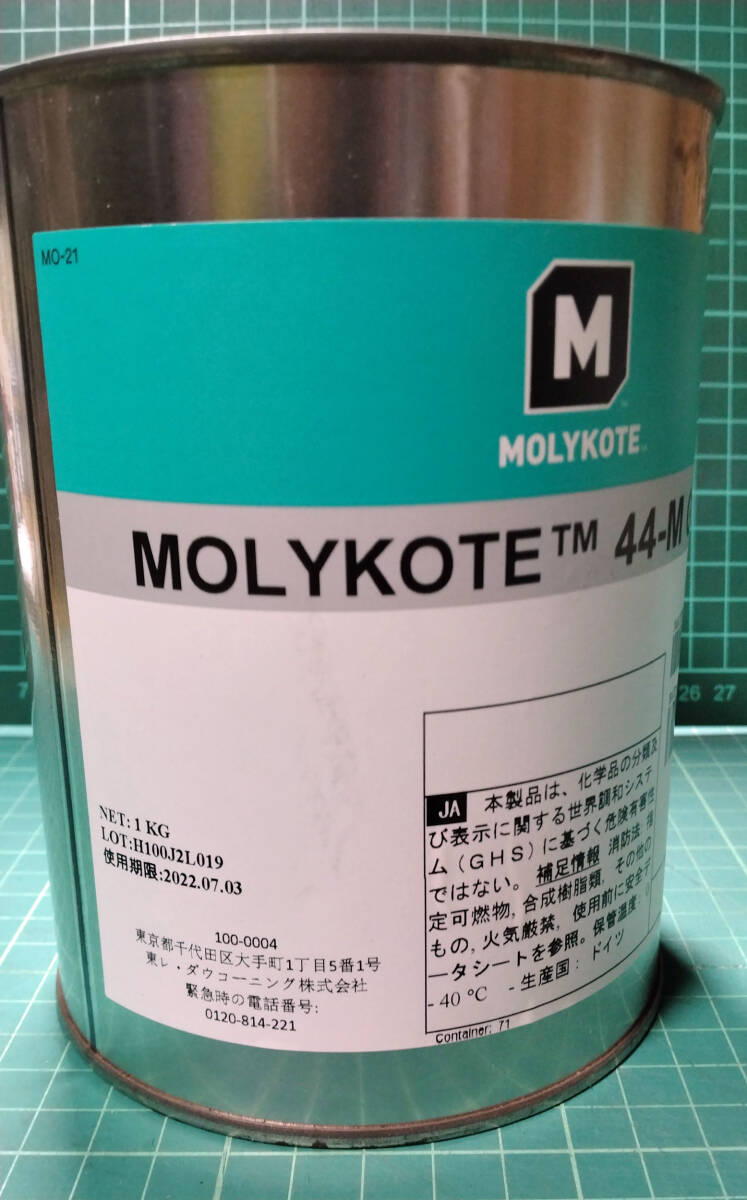 MO-21
M
MOLYKOTE
MOLYKOTE™ 44-M
NET: 1 KG
LOT:H100J2L019
使用期限:2022.07.03
100-0004
東京都千代田区大手町1丁目5番1号
東レ・ダウコーニング株式会社
緊急時の電話番号:
0120-814-221
JA 本製品は、化学品の分類及
び表示に関する世界調和システ
ム(GHS)に基づく危険有害性
ではない。 補足情報 消防法 指
定可燃物, 合成樹脂類, その他の
もの, 火気厳禁, 使用前に安全デ
ータシートを参照。保管温度: 0
- 40 °C - 生産国: ドイツ
Container: 71
7
26 27